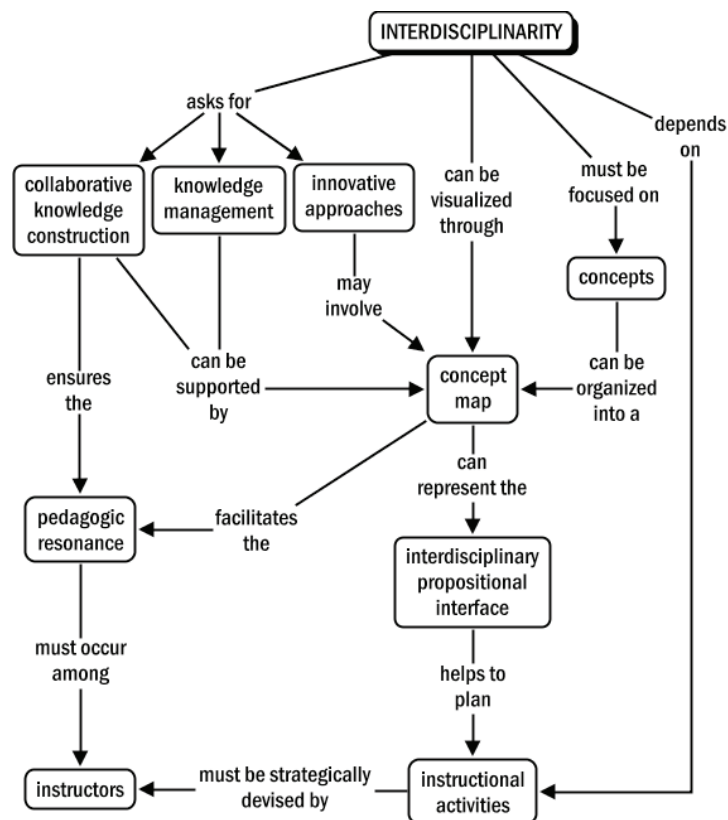 INTERDISCIPLINARITY
asks for
depends
on
collaborative
knowledge
construction
knowledge
management
innovative
approaches
can be
visualized
through
must be
focused on
concepts
may
involve
ensures
the
can be
supported
by
concept
map
can be
organized
into a
can
represent the
pedagogic
resonance
facilitates
the
interdisciplinary
propositional
interface
must occur
among
helps to
plan
instructors
must be strategically
devised by
instructional
activities